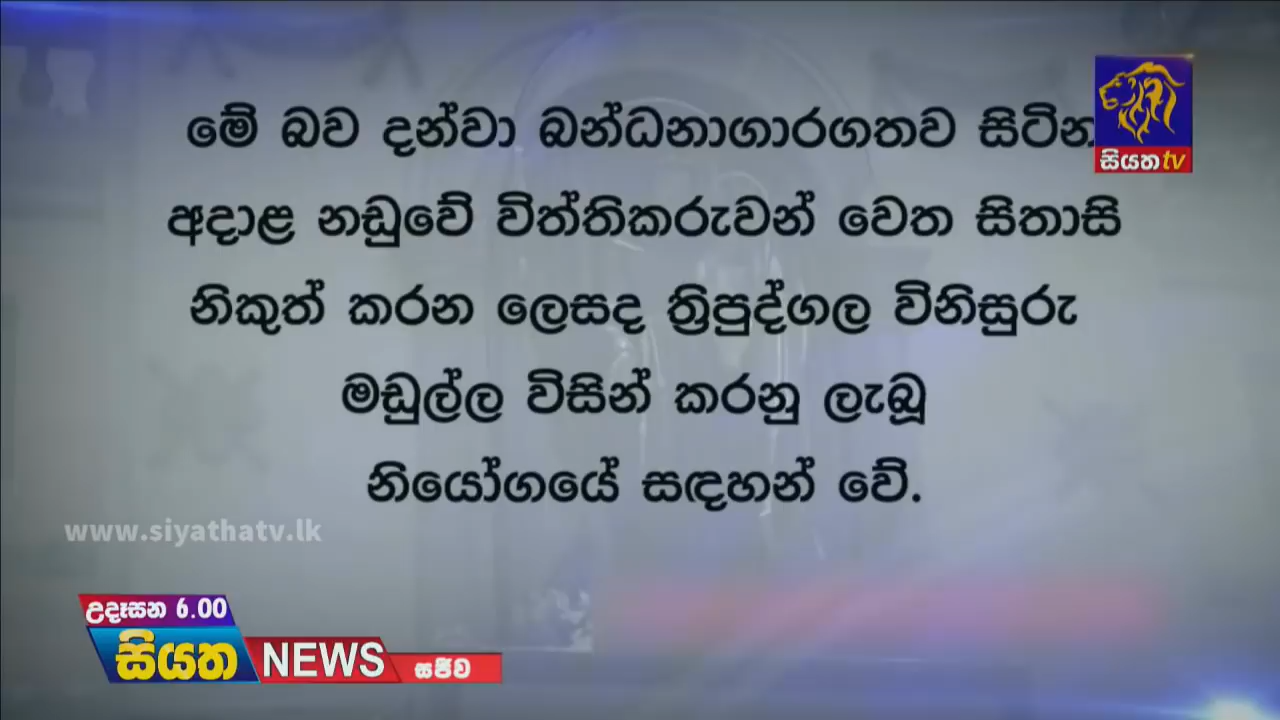 මේ බව දන්වා බන්ධනාගාරගතව සිටින
සියත tv
අදාළ නඩුවේ විත්තිකරුවන් වෙත සිතාසි
නිකුත් කරන ලෙසද ත්‍රිපුද්ගල විනිසුරු
මඩුල්ල විසින් කරනු ලැබූ
නියෝගයේ සඳහන් වේ.
www.siyathatv.lk
උදෑසන 6.00
සියත NEWS සජීව